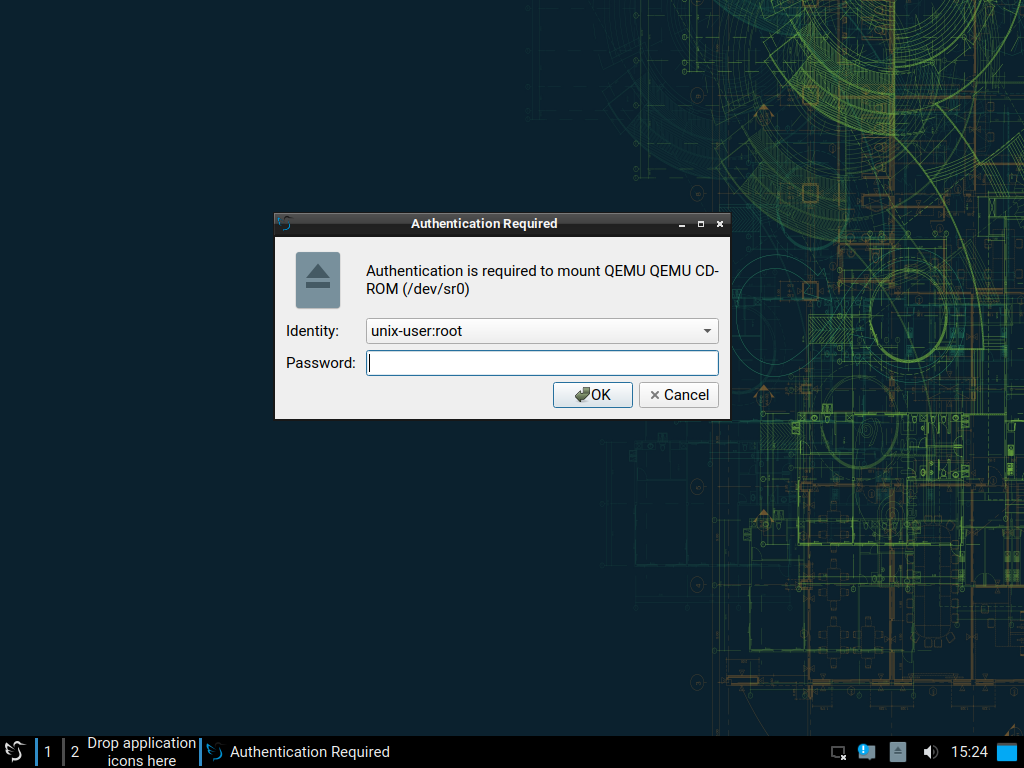 Authentication Required
Authentication is required to mount QEMU QEMU CD-
ROM (/dev/sr0)
Identity:
unix-user:root
Password:
OK
Cancel
1
2
Drop application
icons here
Authentication Required
15:24